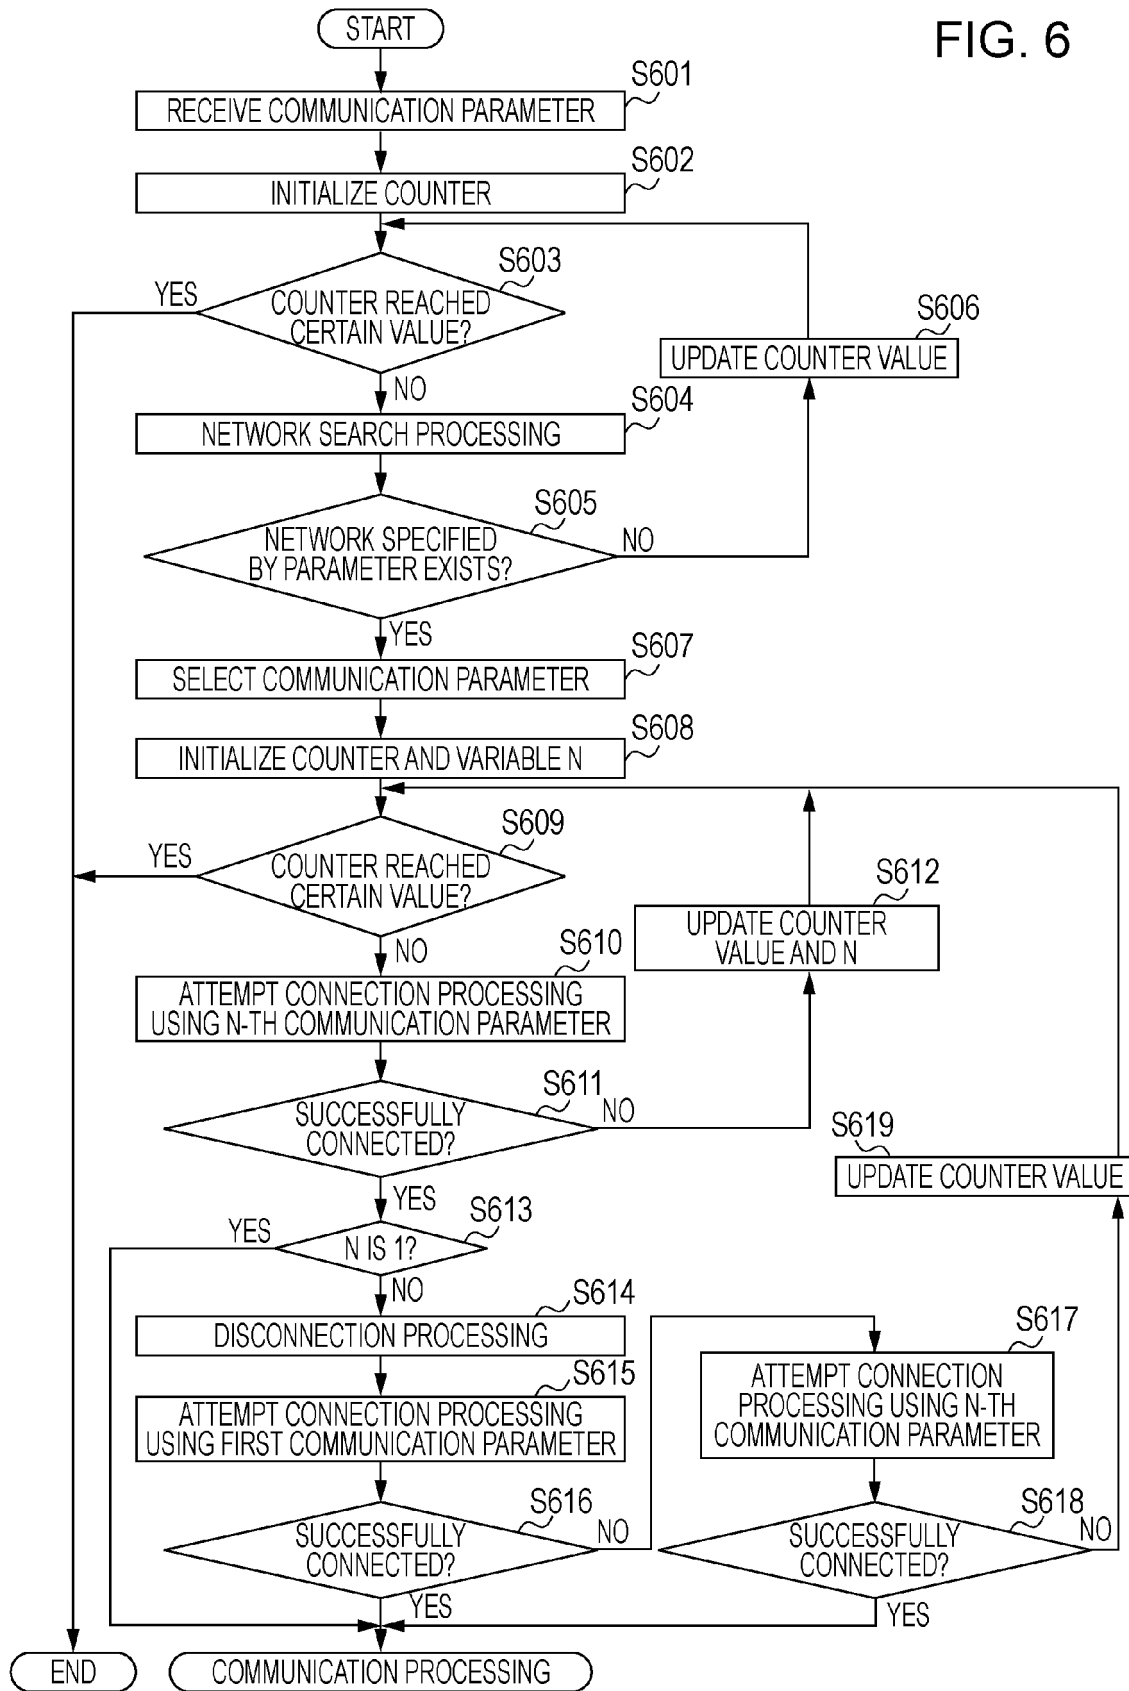 START
FIG. 6
S601
RECEIVE COMMUNICATION PARAMETER
S602
INITIALIZE COUNTER
S603
YES
COUNTER REACHED
CERTAIN VALUE?
S606
UPDATE COUNTER VALUE
NO
S604
NETWORK SEARCH PROCESSING
S605
NETWORK SPECIFIED
BY PARAMETER EXISTS?
NO
YES
S607
SELECT COMMUNICATION PARAMETER
S608
INITIALIZE COUNTER AND VARIABLE N
S609
YES
COUNTER REACHED
CERTAIN VALUE?
S612
UPDATE COUNTER
VALUE AND N
NO
S610
ATTEMPT CONNECTION PROCESSING
USING N-TH COMMUNICATION PARAMETER
S611
SUCCESSFULLY
CONNECTED?
NO
S619
UPDATE COUNTER VALUE
YES
S613
YES
N IS 1?
NO
S614
DISCONNECTION PROCESSING
S615
ATTEMPT CONNECTION PROCESSING
USING FIRST COMMUNICATION PARAMETER
S617
ATTEMPT CONNECTION
PROCESSING USING N-TH
COMMUNICATION PARAMETER
S616
SUCCESSFULLY
CONNECTED?
NO
S618
SUCCESSFULLY
CONNECTED?
NO
YES
YES
END
COMMUNICATION PROCESSING